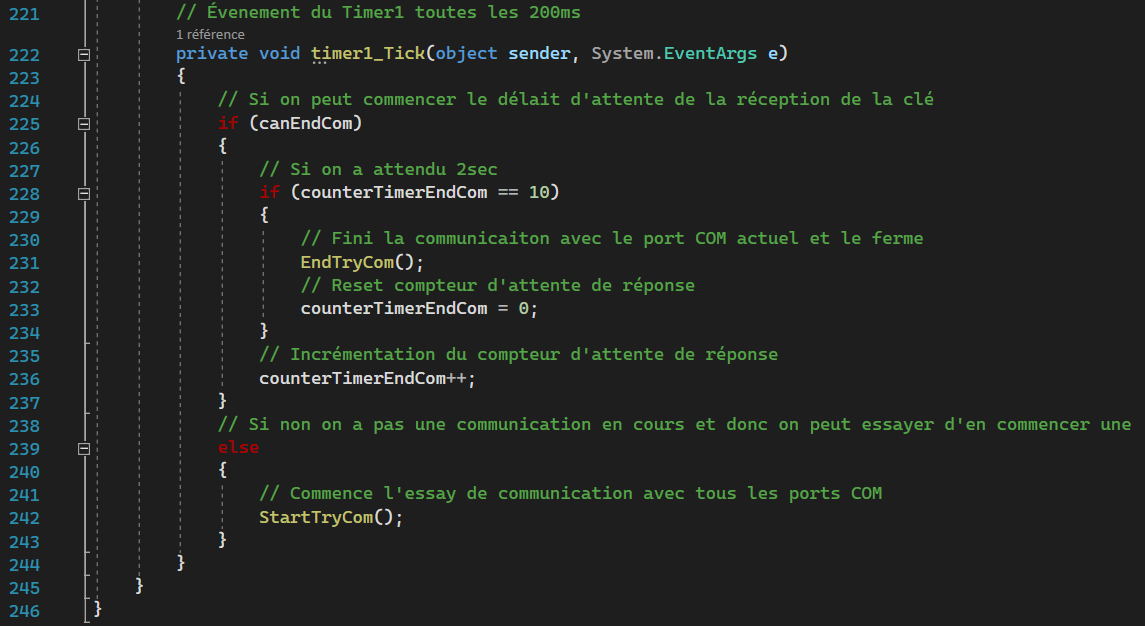 221 // Évenement du Timer1 toutes les 200ms
1 référence
222 private void timer1_Tick(object sender, System.EventArgs e)
223 {
224 // Si on peut commencer le délait d'attente de la réception de la clé
225 if (canEndCom)
226 {
227 // Si on a attendu 2sec
228 if (counterTimerEndCom == 10)
229 {
230 // Fini la communicaiton avec le port COM actuel et le ferme
231 EndTryCom();
232 // Reset compteur d'attente de réponse
233 counterTimerEndCom = 0;
234 }
235 // Incrémentation du compteur d'attente de réponse
236 counterTimerEndCom++;
237 }
238 // Si non on a pas une communication en cours et donc on peut essayer d'en commencer une
239 else
240 {
241 // Commence l'essay de communication avec tous les ports COM
242 StartTryCom();
243 }
244 }
245 }
246 }